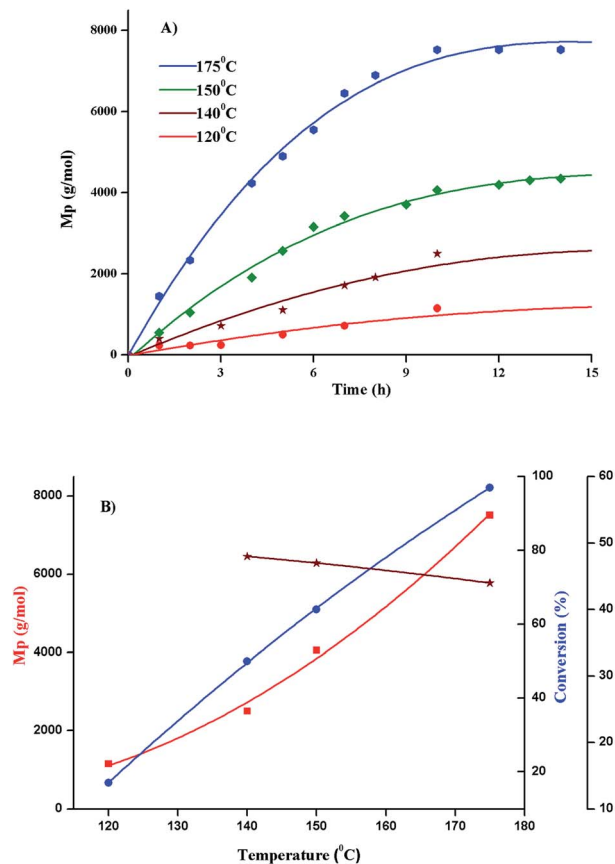 A)
175⁰C
150⁰C
140⁰C
120⁰C
8000
6000
4000
2000
0
Mp (g/mol)
0 3 6 9 12 15
Time (h)
B)
8000
6000
4000
2000
0
Mp (g/mol)
100
80
60
40
20
Conversion (%)
60
50
40
30
20
10
120 130 140 150 160 170 180
Temperature (⁰C)